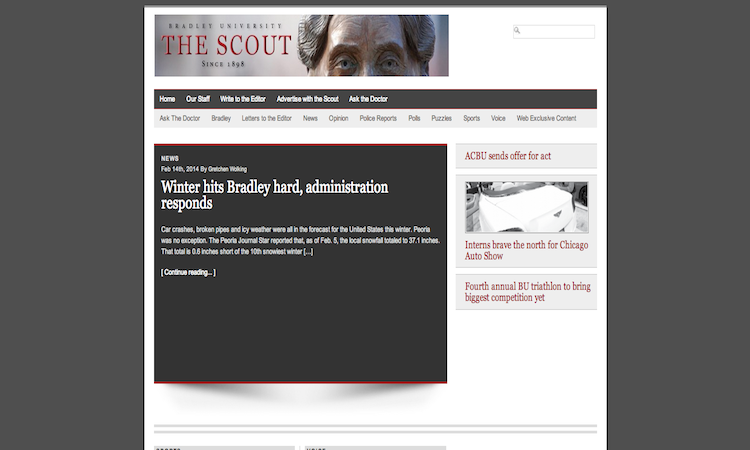 BRADLEY UNIVERSITY
THE SCOUT
SINCE 1898
Home Our Staff Write to the Editor Advertise with the Scout Ask the Doctor
Ask The Doctor Bradley Letters to the Editor News Opinion Police Reports Polls Puzzles Sports Voice Web Exclusive Content
NEWS
Feb 14th, 2014 By Gretchen Wolking
Winter hits Bradley hard, administration
responds
Car crashes, broken pipes and icy weather were all in the forecast for the United States this winter. Peoria
was no exception. The Peoria Journal Star reported that, as of Feb. 5, the local snowfall totaled to 37.1 inches.
That total is 0.6 inches short of the 10th snowiest winter [...]
[ Continue reading... ]
ACBU sends offer for act
Interns brave the north for Chicago
Auto Show
Fourth annual BU triathlon to bring
biggest competition yet
SPORTS VOICE